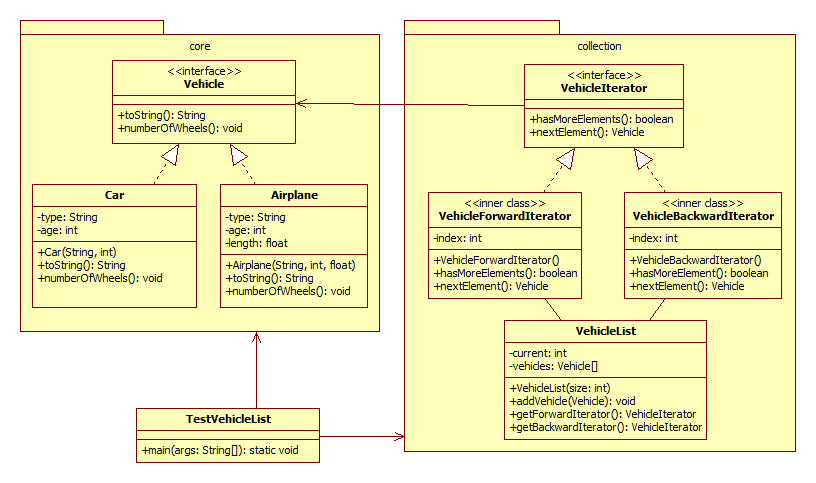 core
<<interface>>
Vehicle
+toString(): String
+numberOfWheels(): void
Car
-type: String
-age: int
+Car(String, int)
+toString(): String
+numberOfWheels(): void
Airplane
-type: String
-age: int
-length: float
+Airplane(String, int, float)
+toString(): String
+numberOfWheels(): void
collection
<<interface>>
VehicleIterator
+hasMoreElements(): boolean
+nextElement(): Vehicle
<<inner class>>
VehicleForwardIterator
-index: int
+VehicleForwardIterator()
+hasMoreElements(): boolean
+nextElement(): Vehicle
<<inner class>>
VehicleBackwardIterator
-index: int
+VehicleBackwardIterator()
+hasMoreElement(): boolean
+nextElement(): Vehicle
VehicleList
-current: int
-vehicles: Vehicle[]
+VehicleList(size: int)
+addVehicle(Vehicle): void
+getForwardIterator(): VehicleIterator
+getBackwardIterator(): VehicleIterator
TestVehicleList
+main(args: String[]): static void